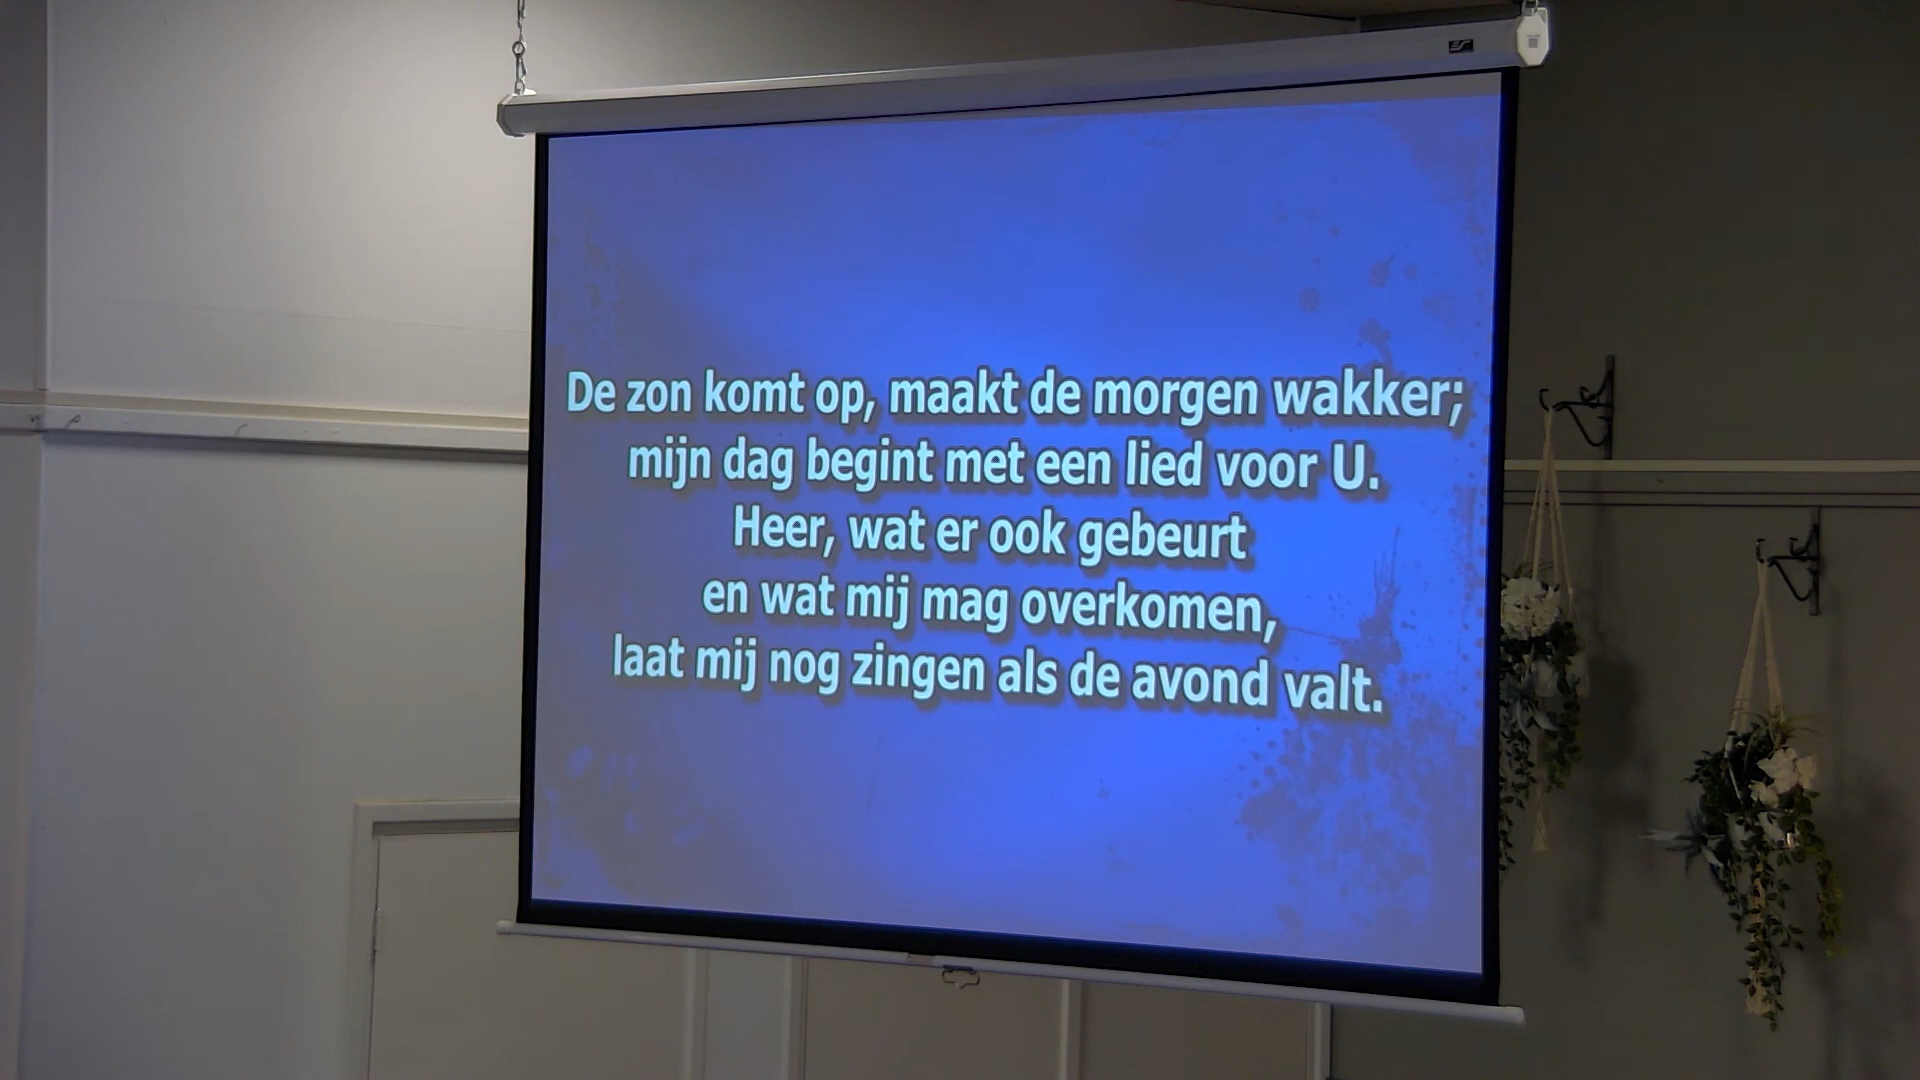 De zon komt op, maakt de morgen wakker;
mijn dag begint met een lied voor U.
Heer, wat er ook gebeurt
en wat mij mag overkomen,
laat mij nog zingen als de avond valt.